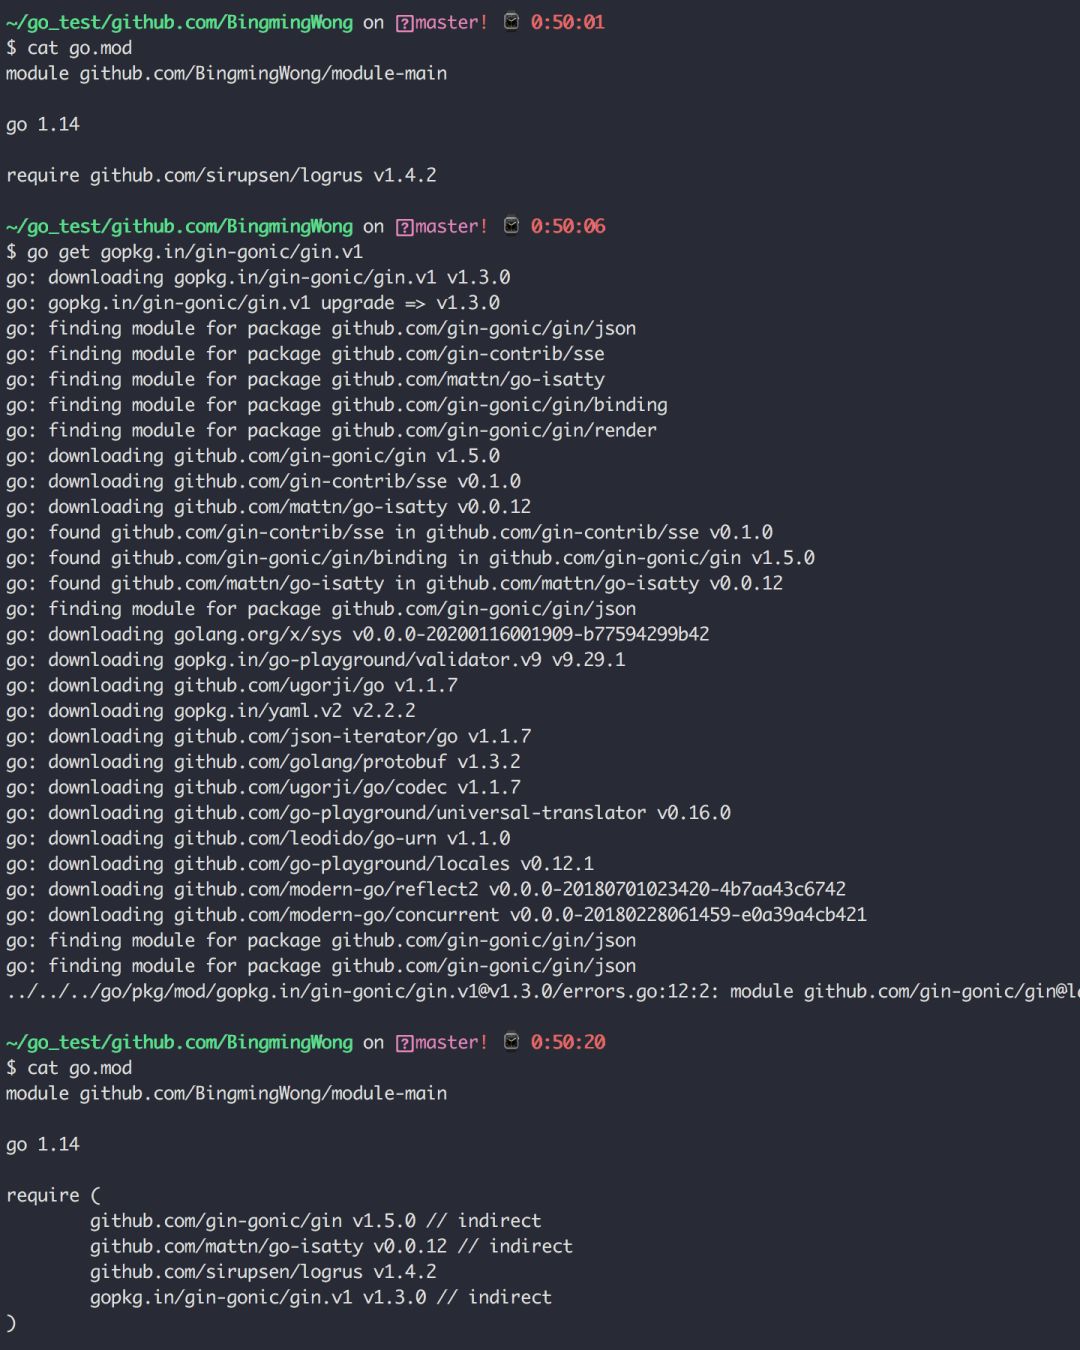 ~/go_test/github.com/BingmingWong on master! 0:50:01
$ cat go.mod
module github.com/BingmingWong/module-main
go 1.14
require github.com/sirupsen/logrus v1.4.2
~/go_test/github.com/BingmingWong on master! 0:50:06
$ go get gopkg.in/gin-gonic/gin.v1
go: downloading gopkg.in/gin-gonic/gin.v1 v1.3.0
go: gopkg.in/gin-gonic/gin.v1 upgrade => v1.3.0
go: finding module for package github.com/gin-gonic/gin/json
go: finding module for package github.com/gin-contrib/sse
go: finding module for package github.com/mattn/go-isatty
go: finding module for package github.com/gin-gonic/gin/binding
go: finding module for package github.com/gin-gonic/gin/render
go: downloading github.com/gin-gonic/gin v1.5.0
go: downloading github.com/gin-contrib/sse v0.1.0
go: downloading github.com/mattn/go-isatty v0.0.12
go: found github.com/gin-contrib/sse in github.com/gin-contrib/sse v0.1.0
go: found github.com/gin-gonic/gin/binding in github.com/gin-gonic/gin v1.5.0
go: found github.com/mattn/go-isatty in github.com/mattn/go-isatty v0.0.12
go: finding module for package github.com/gin-gonic/gin/json
go: downloading golang.org/x/sys v0.0.0-20200116001909-b77594299b42
go: downloading gopkg.in/go-playground/validator.v9 v9.29.1
go: downloading github.com/ugorji/go v1.1.7
go: downloading gopkg.in/yaml.v2 v2.2.2
go: downloading github.com/json-iterator/go v1.1.7
go: downloading github.com/golang/protobuf v1.3.2
go: downloading github.com/ugorji/go/codec v1.1.7
go: downloading github.com/go-playground/universal-translator v0.16.0
go: downloading github.com/leodido/go-urn v1.1.0
go: downloading github.com/go-playground/locales v0.12.1
go: downloading github.com/modern-go/reflect2 v0.0.0-20180701023420-4b7aa43c6742
go: downloading github.com/modern-go/concurrent v0.0.0-20180228061459-e0a39a4cb421
go: finding module for package github.com/gin-gonic/gin/json
go: finding module for package github.com/gin-gonic/gin/json
../../../go/pkg/mod/gopkg.in/gin-gonic/gin.v1@v1.3.0/errors.go:12:2: module github.com/gin-gonic/gin@l
~/go_test/github.com/BingmingWong on master! 0:50:20
$ cat go.mod
module github.com/BingmingWong/module-main
go 1.14
require (
github.com/gin-gonic/gin v1.5.0 // indirect
github.com/mattn/go-isatty v0.0.12 // indirect
github.com/sirupsen/logrus v1.4.2
gopkg.in/gin-gonic/gin.v1 v1.3.0 // indirect
)